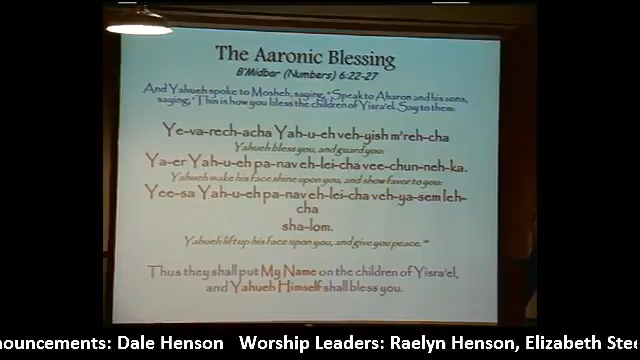 The Aaronic Blessing
B'Midbar (Numbers) 6:22-27
And Yahueh spoke to Mosheh, saying, "Speak to Aharon and his sons,
saying, 'This is how you bless the children of Yisra'el. Say to them:
Ye-va-rech-acha Yah-u-eh veh-yish m'reh-cha
Yahueh bless you, and guard you:
Ya-er Yah-u-eh pa-nav eh-lei-cha vee-chun-neh-ka.
Yahueh make his face shine upon you, and show favor to you:
Yee-sa Yah-u-eh pa-nav eh-lei-cha veh-ya-sem leh-
cha
sha-lom.
Yahueh lift up his face upon you, and give you peace.'"
Thus they shall put My Name on the children of Yisra'el,
and Yahueh Himself shall bless you.
nouncements: Dale Henson Worship Leaders: Raelyn Henson, Elizabeth Stee